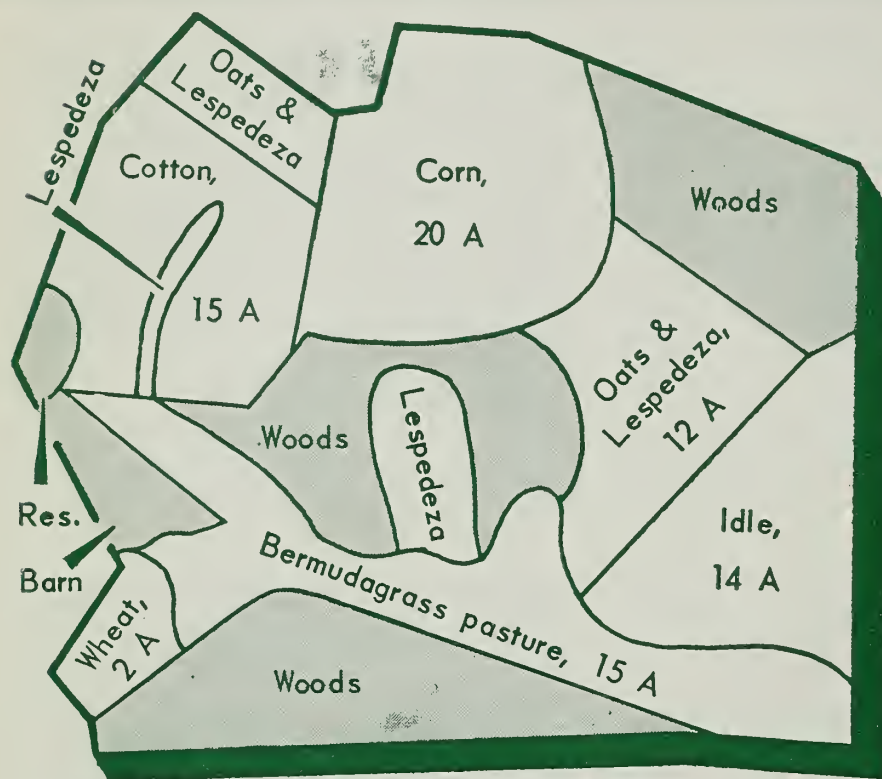 Lespedeza
Oats &
Lespedeza
Cotton,
15 A
Corn,
20 A
Woods
Oats &
Lespedeza,
12 A
Woods
Lespedeza
Res.
Barn
Idle,
14 A
Bermudagrass pasture, 15 A
Wheat,
2 A
Woods